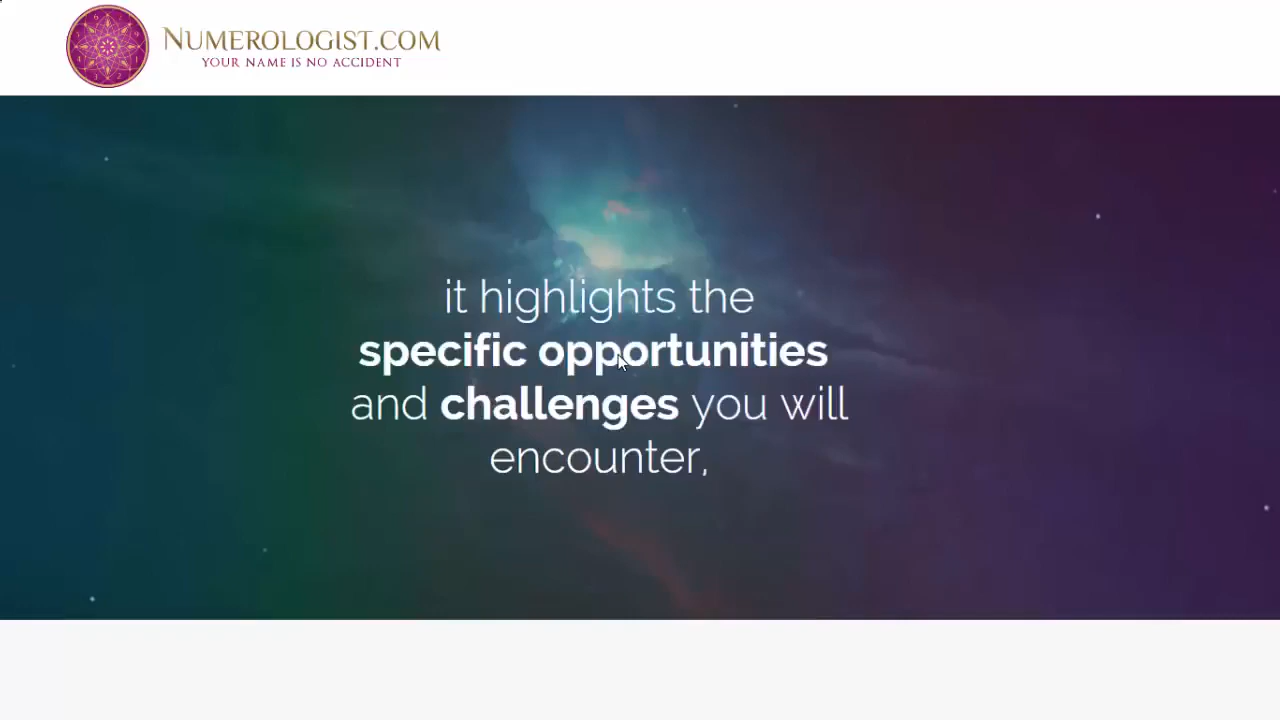 NUMEROLOGIST.COM
YOUR NAME IS NO ACCIDENT
it highlights the
specific opportunities
and challenges you will
encounter,